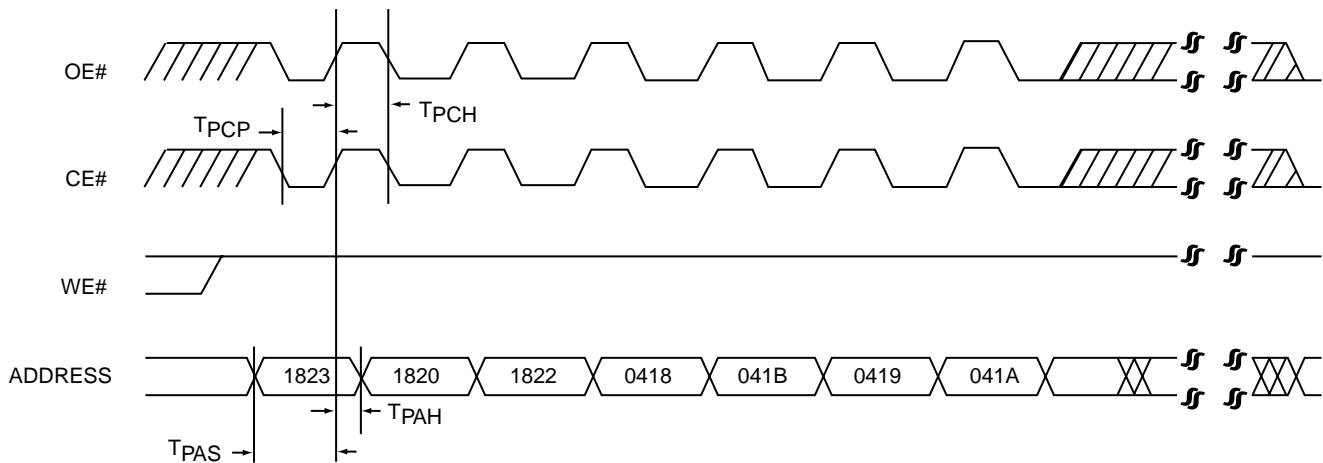 OE#
TPCH
TPCP
CE#
WE#
ADDRESS 1823 1820 1822 0418 041B 0419 041A
TPAH
TPAS